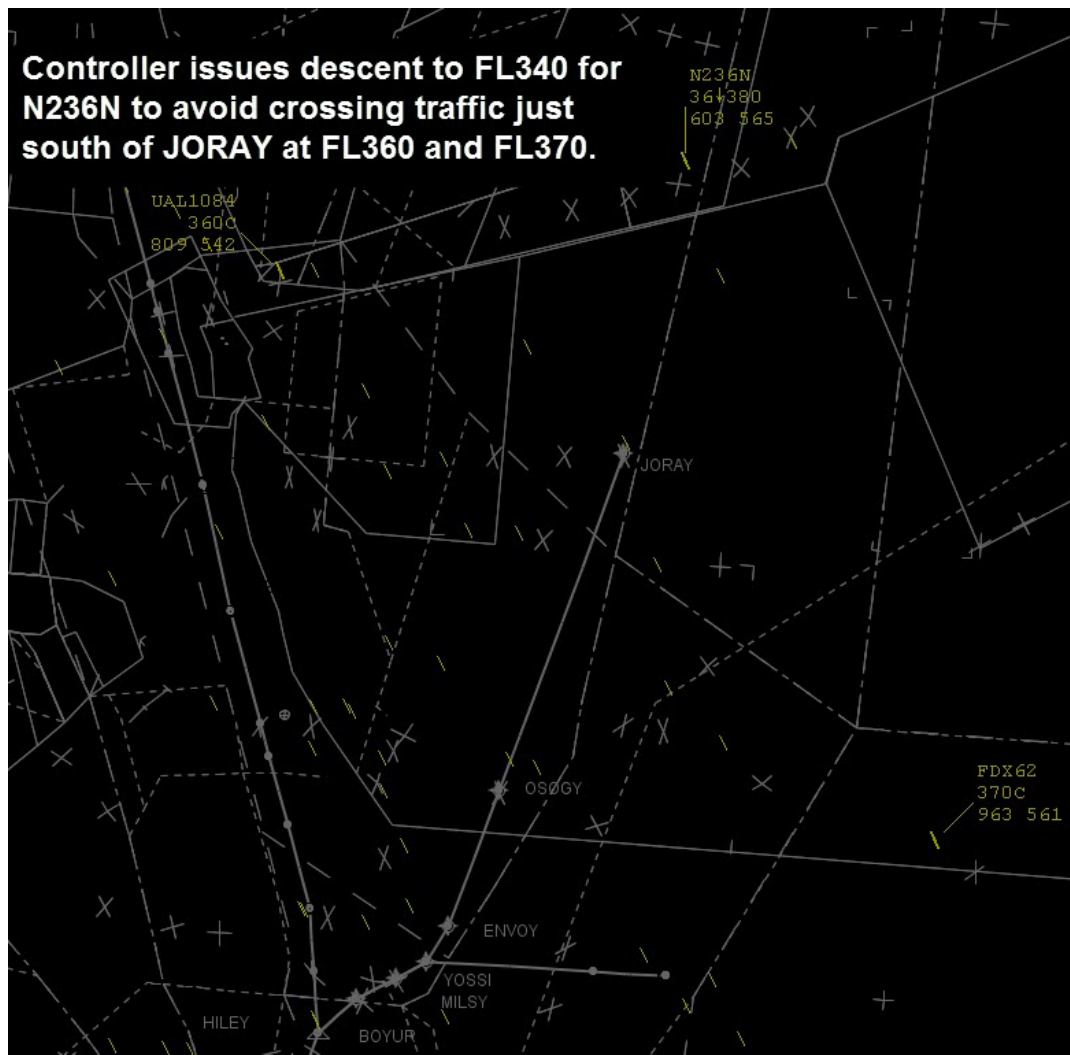 Controller issues descent to FL340 for
N236N to avoid crossing traffic just
south of JORAY at FL360 and FL370.
N236N
36↓380
603 565
UAL1084
360C
809 542
JORAY
FDX62
370C
963 561
OSOGY
ENVOY
YOSSI
MILSY
HILEY
BOYUR